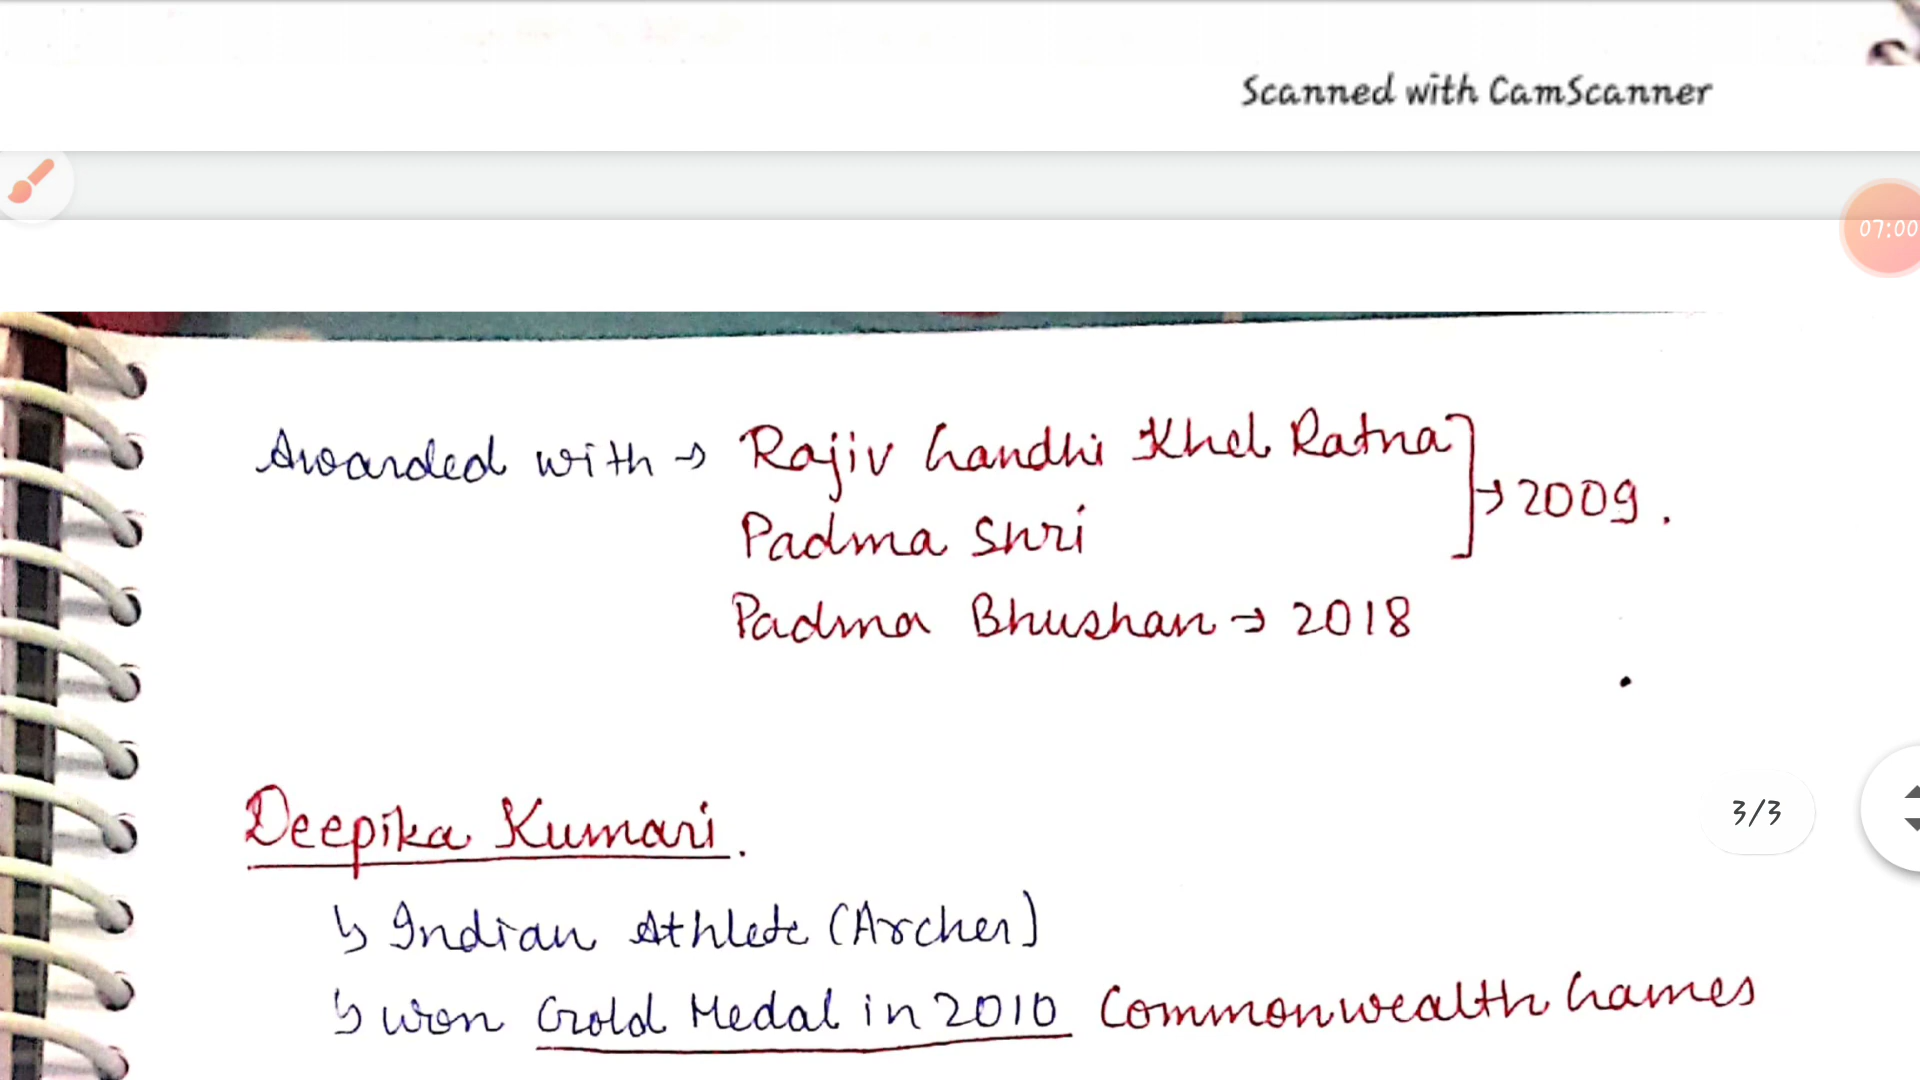 Scanned with CamScanner
07:00
Awarded with → Rajiv Gandhi Khel Ratna
Padma Shri
→ 2009.
Padma Bhushan → 2018
3/3
Deepika Kumari.
↳ Indian Athlete (Archer)
↳ won Gold Medal in 2010 Commonwealth Games